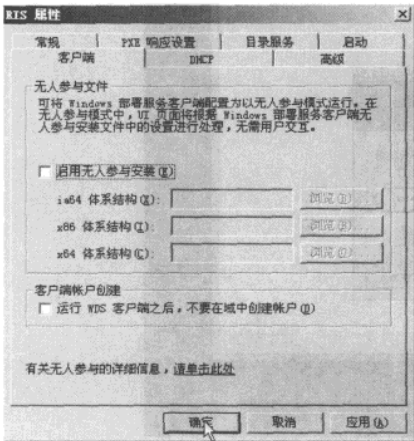 RIS 属性
常规 PXE 响应设置 目录服务 启动
客户端 DHCP 高级
无人参与文件
可将 Windows 部署服务客户端配置为以无人参与模式运行。在
无人参与模式中，UI 页面将根据 Windows 部署服务客户端无
人参与安装文件中的设置进行处理，无需用户交互。
启用无人参与安装(E)
ia64 体系结构(X): 浏览
x86 体系结构 浏览
x64 体系结构 浏览
客户端帐户创建
运行 WDS 客户端之后，不要在域中创建帐户(D)
有关无人参与的详细信息，请单击此处
确定 取消 应用(A)